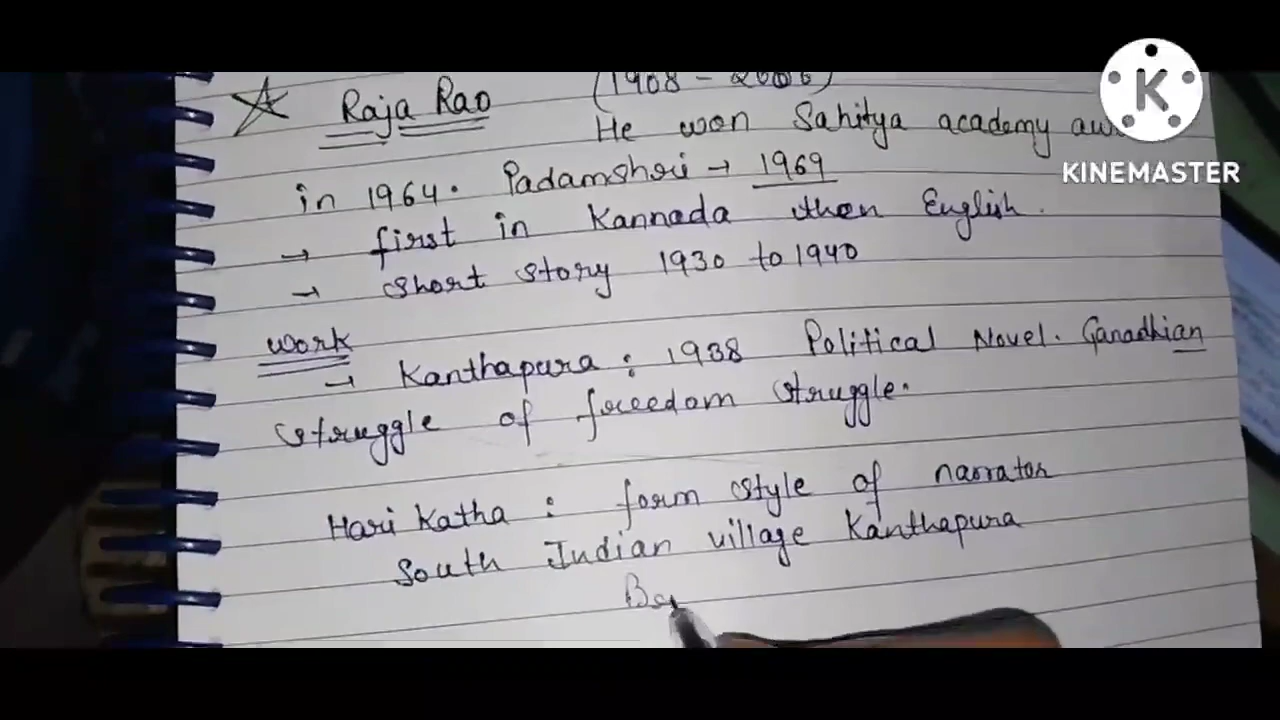 Raja Rao (1908 - 2006)
He won Sahitya academy
in 1964. Padamshri → 1969
→ first in Kannada then English.
→ Short story 1930 to 1940
Work
→ Kanthapura : 1938 Political Novel. Ganadhian
struggle of freedom struggle.
Hari Katha : form style of narrator
South Indian village Kanthapura
K
KINEMASTER